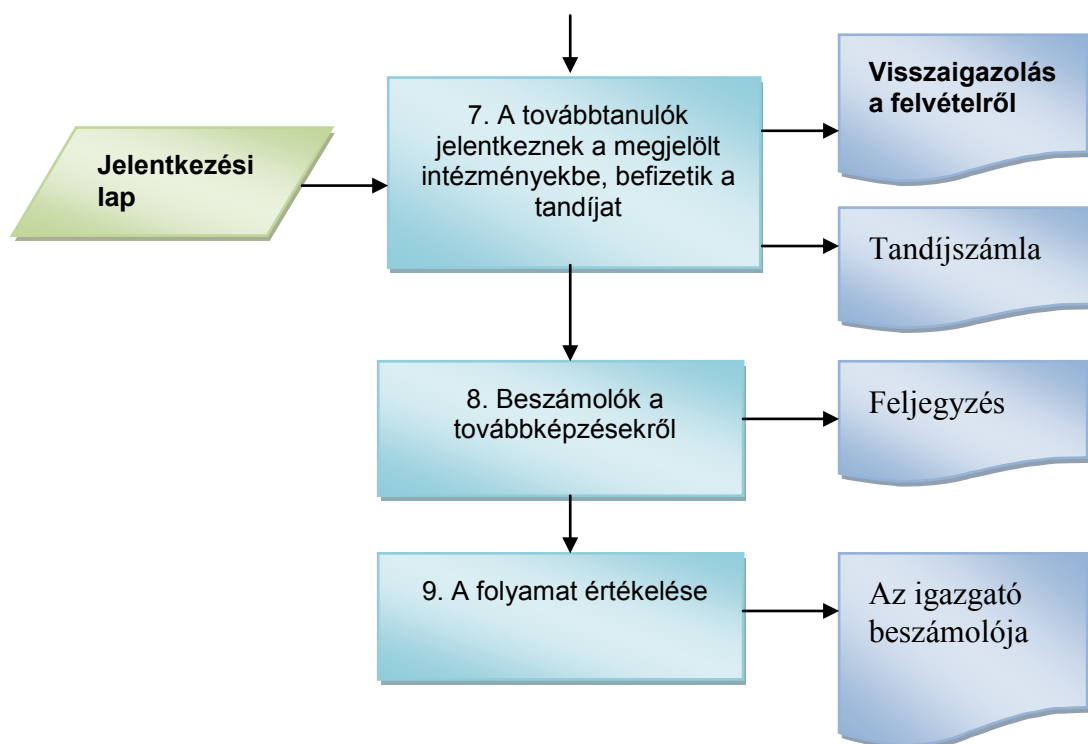 Visszaigazolás
a felvételről
7. A továbbtanulók
jelentkeznek a megjelölt
intézményekbe, befizetik a
tandíjat
Jelentkezési
lap
Tandíjszámla
8. Beszámolók a
továbbképzésekről
Feljegyzés
9. A folyamat értékelése
Az igazgató
beszámolója